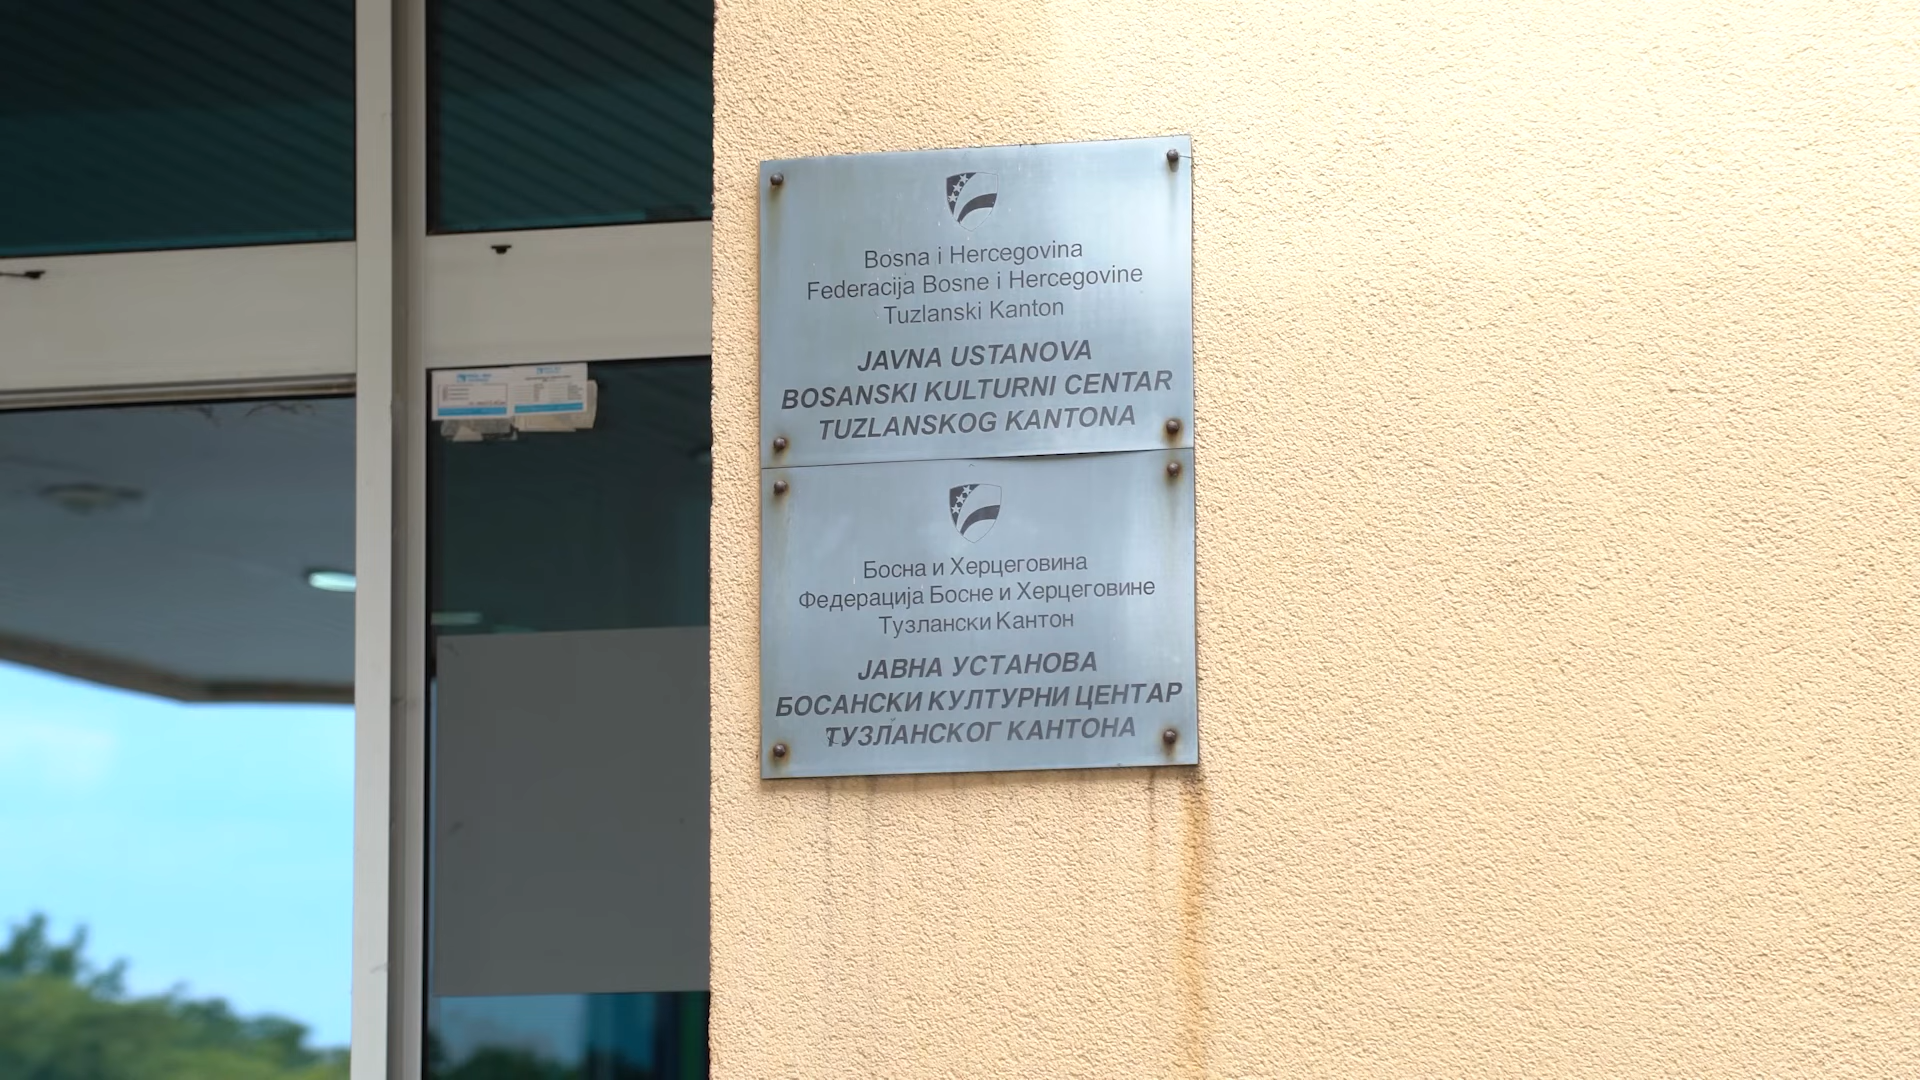 Bosna i Hercegovina
Federacija Bosne i Hercegovine
Tuzlanski Kanton
JAVNA USTANOVA
BOSANSKI KULTURNI CENTAR
TUZLANSKOG KANTONA
Босна и Херцеговина
Федерација Босне и Херцеговине
Тузлански Кантон
ЈАВНА УСТАНОВА
БОСАНСКИ КУЛТУРНИ ЦЕНТАР
ТУЗЛАНСКОГ КАНТОНА